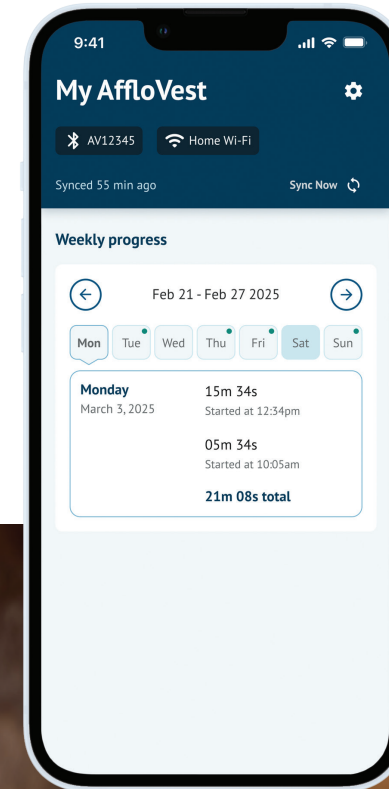 9:41
My AffloVest
AV12345
Home Wi-Fi
Synced 55 min ago
Sync Now
Weekly progress
Feb 21 - Feb 27 2025
Mon Tue Wed Thu Fri Sat Sun
Monday
March 3, 2025
15m 34s
Started at 12:34pm
05m 34s
Started at 10:05am
21m 08s total